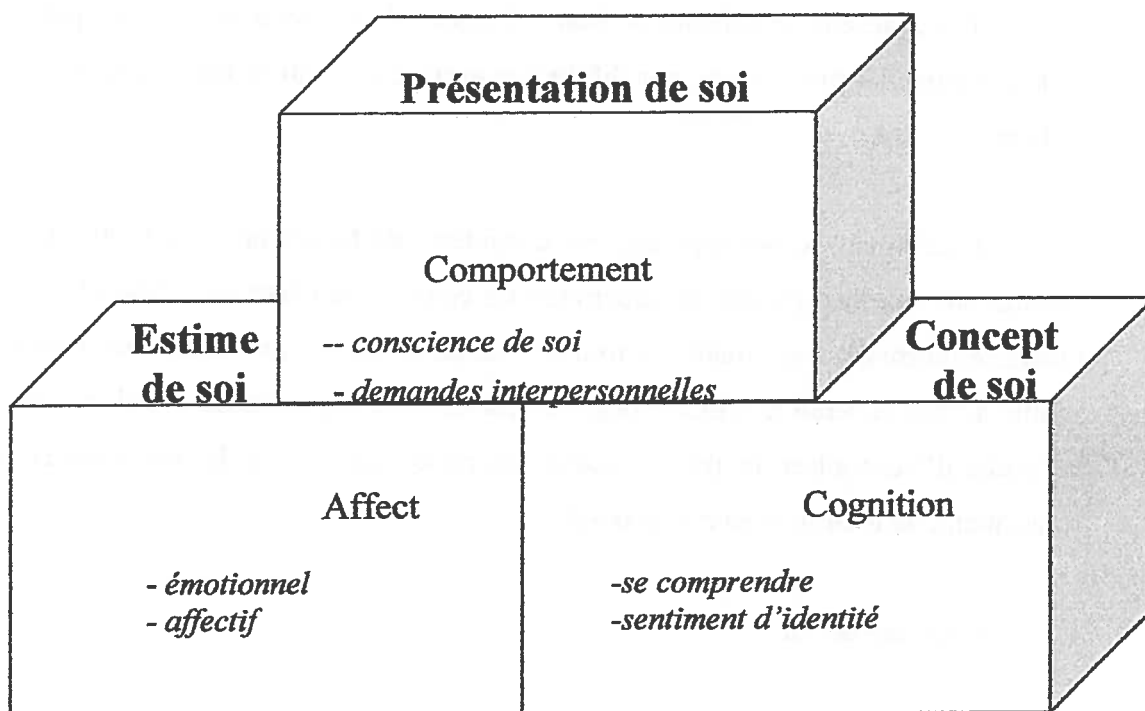 Présentation de soi
Comportement
-- conscience de soi
- demandes interpersonnelles
Estime
de soi
Concept
de soi
Affect
- émotionnel
- affectif
Cognition
-se comprendre
-sentiment d'identité